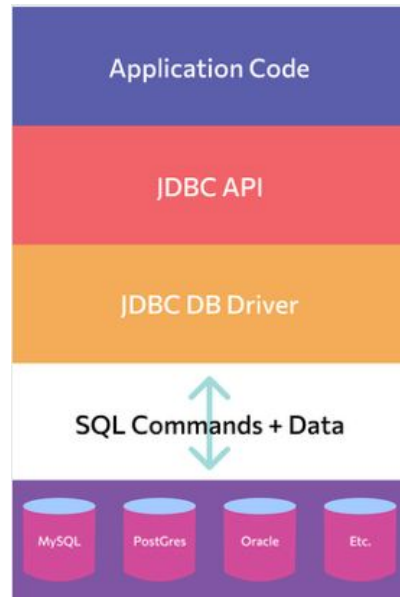 Application Code
JDBC API
JDBC DB Driver
SQL Commands + Data
MySQL
PostGres
Oracle
Etc.